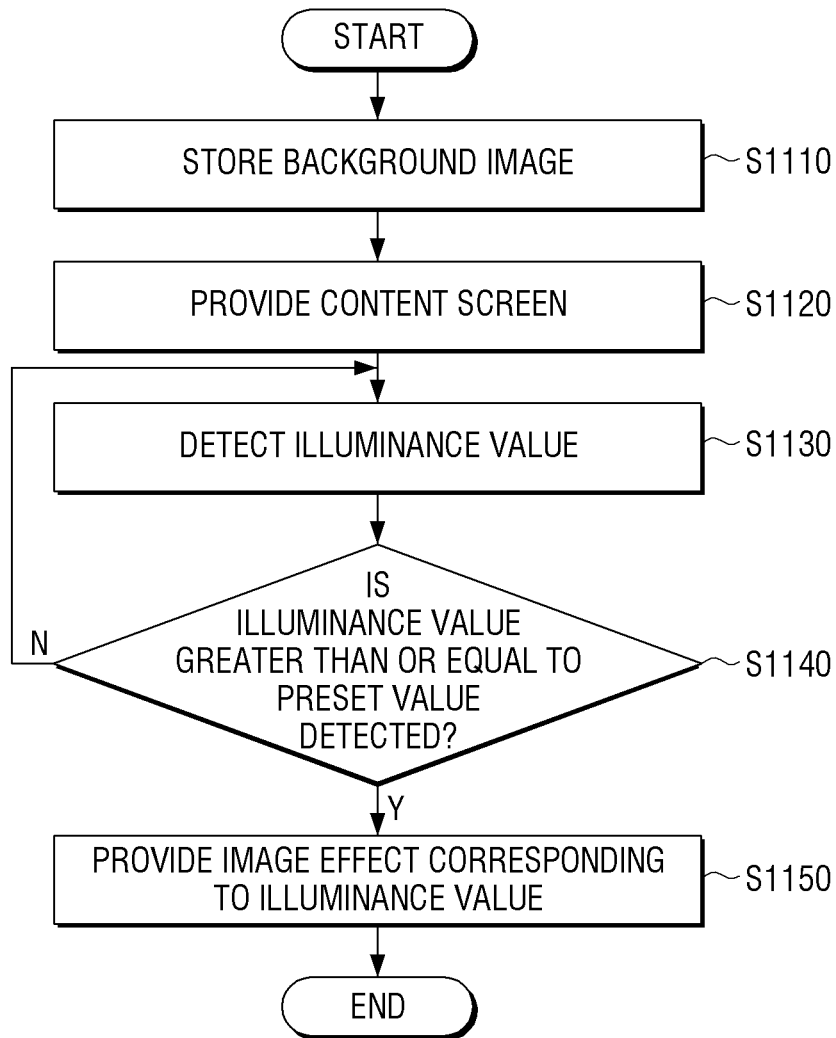 START
STORE BACKGROUND IMAGE
S1110
PROVIDE CONTENT SCREEN
S1120
DETECT ILLUMINANCE VALUE
S1130
IS
ILLUMINANCE VALUE
GREATER THAN OR EQUAL TO
PRESET VALUE
DETECTED?
N
S1140
Y
PROVIDE IMAGE EFFECT CORRESPONDING
TO ILLUMINANCE VALUE
S1150
END